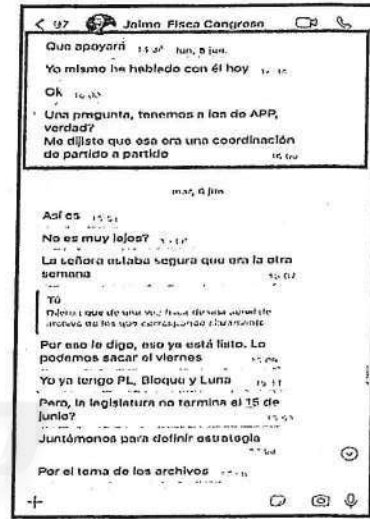 97 Jaime Fisca Congreso
Que apoyará lun, 5 jun.
Yo mismo he hablado con él hoy
Ok
Una pregunta, tenemos a los de APP,
verdad?
Me dijiste que esa era una coordinación
de partido a partido
mar, 6 jun
Así es
No es muy lejos?
La señora estaba segura que era la otra
semana
Tú
Por eso le digo, eso ya está listo. Lo
podemos sacar el viernes
Yo ya tengo PL, Bloque y Luna
Pero, la legislatura no termina el 15 de
junio?
Juntémonos para definir estrategia
Por el tema de los archivos